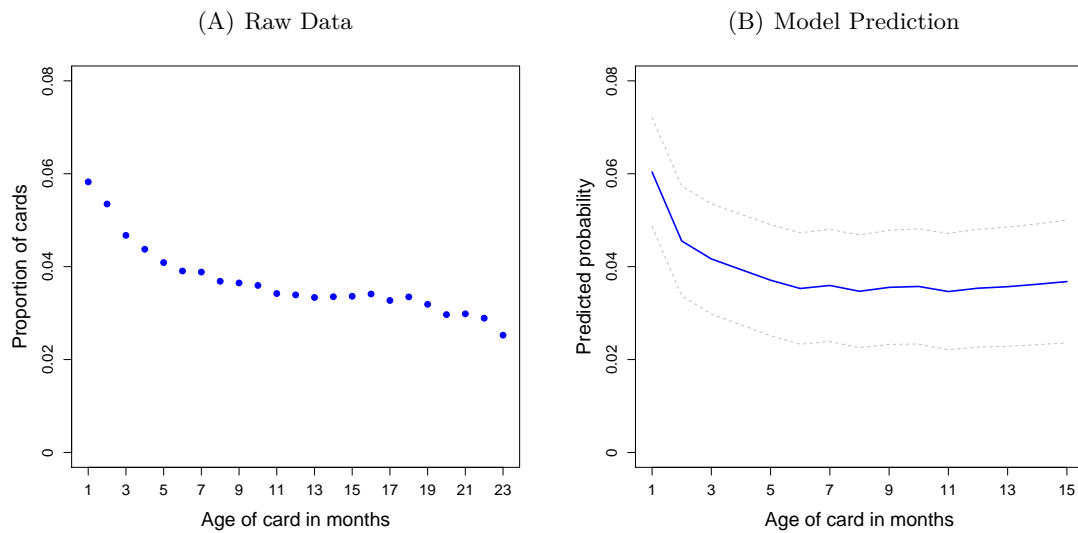 (A) Raw Data
Proportion of cards
0.08
0.06
0.04
0.02
0
1 3 5 7 9 11 13 15 17 19 21 23
Age of card in months
(B) Model Prediction
Predicted probability
0.08
0.06
0.04
0.02
0
1 3 5 7 9 11 13 15
Age of card in months